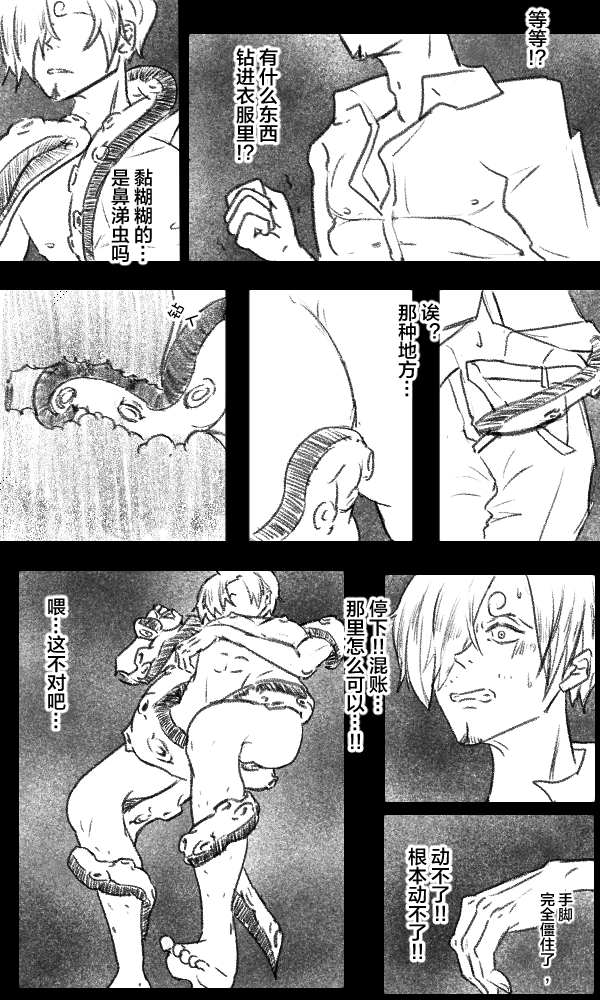 等等!?
有什么东西
钻进衣服里!?
黏糊糊的…
是鼻涕虫吗
诶?
那种地方…
钻入
停下!!混账…
那里怎么可以…!!
喂…这不对吧…
手脚
完全僵住了,
动不了!!
根本动不了!!